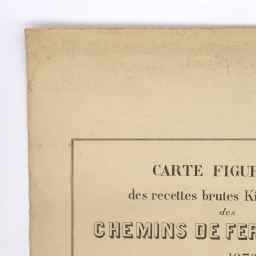 CARTE FIGUR
des recettes brutes Ki
des
CHEMINS DE FER